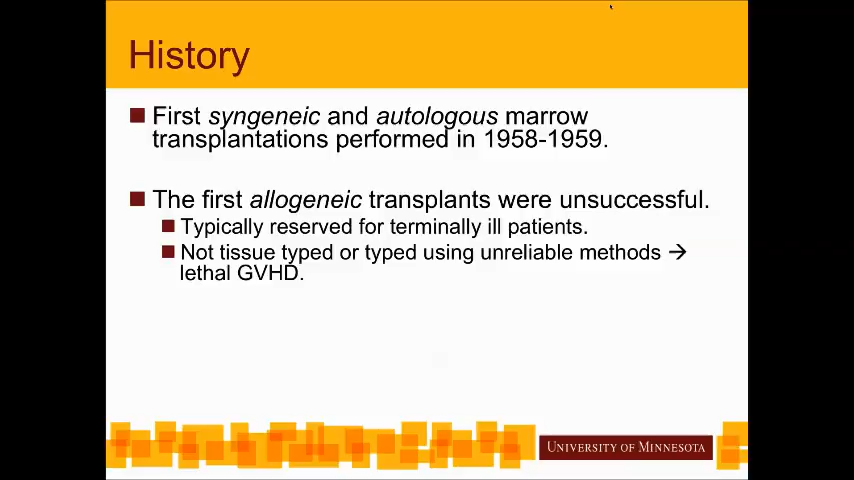 History
First syngeneic and autologous marrow
transplantations performed in 1958-1959.
The first allogeneic transplants were unsuccessful.
Typically reserved for terminally ill patients.
Not tissue typed or typed using unreliable methods →
lethal GVHD.
UNIVERSITY OF MINNESOTA